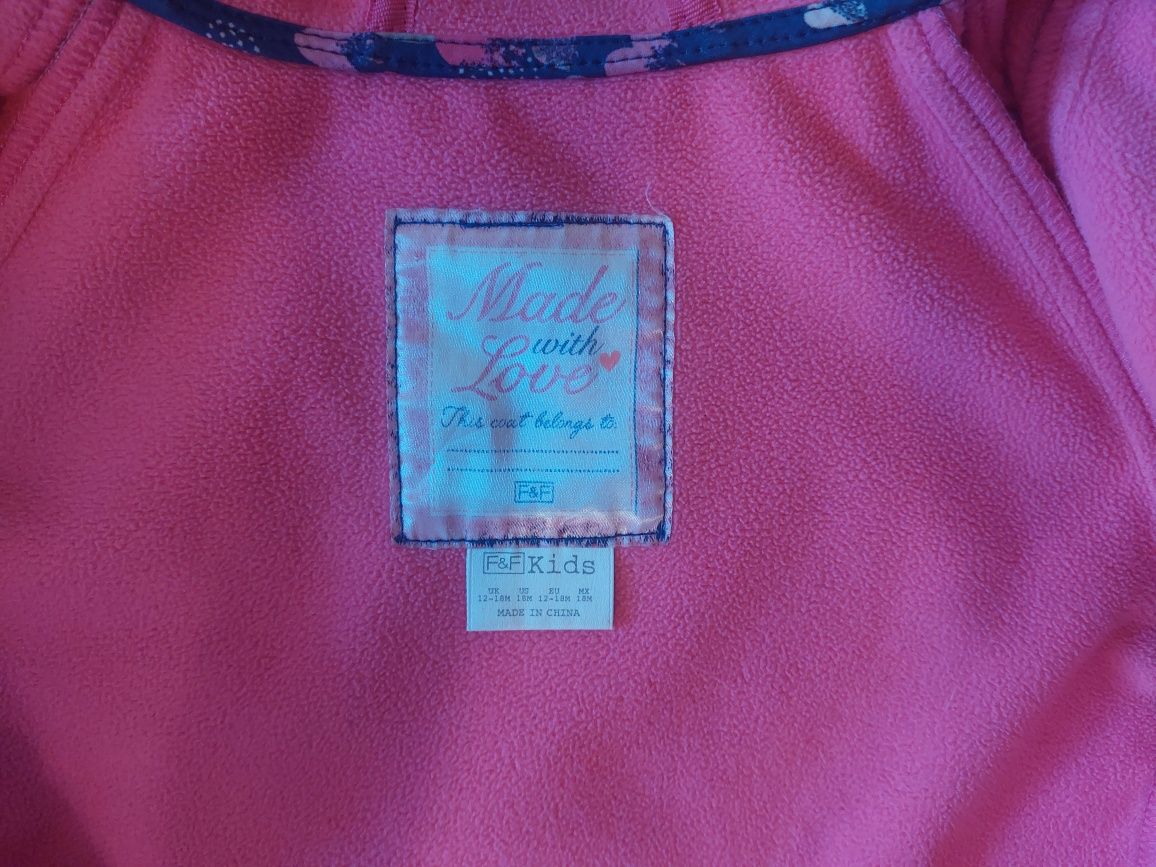 Made
with
Love
This coat belongs to:
F&F
F&F Kids
UK US EU MX
12-18M 18M 12-18M 18M
MADE IN CHINA